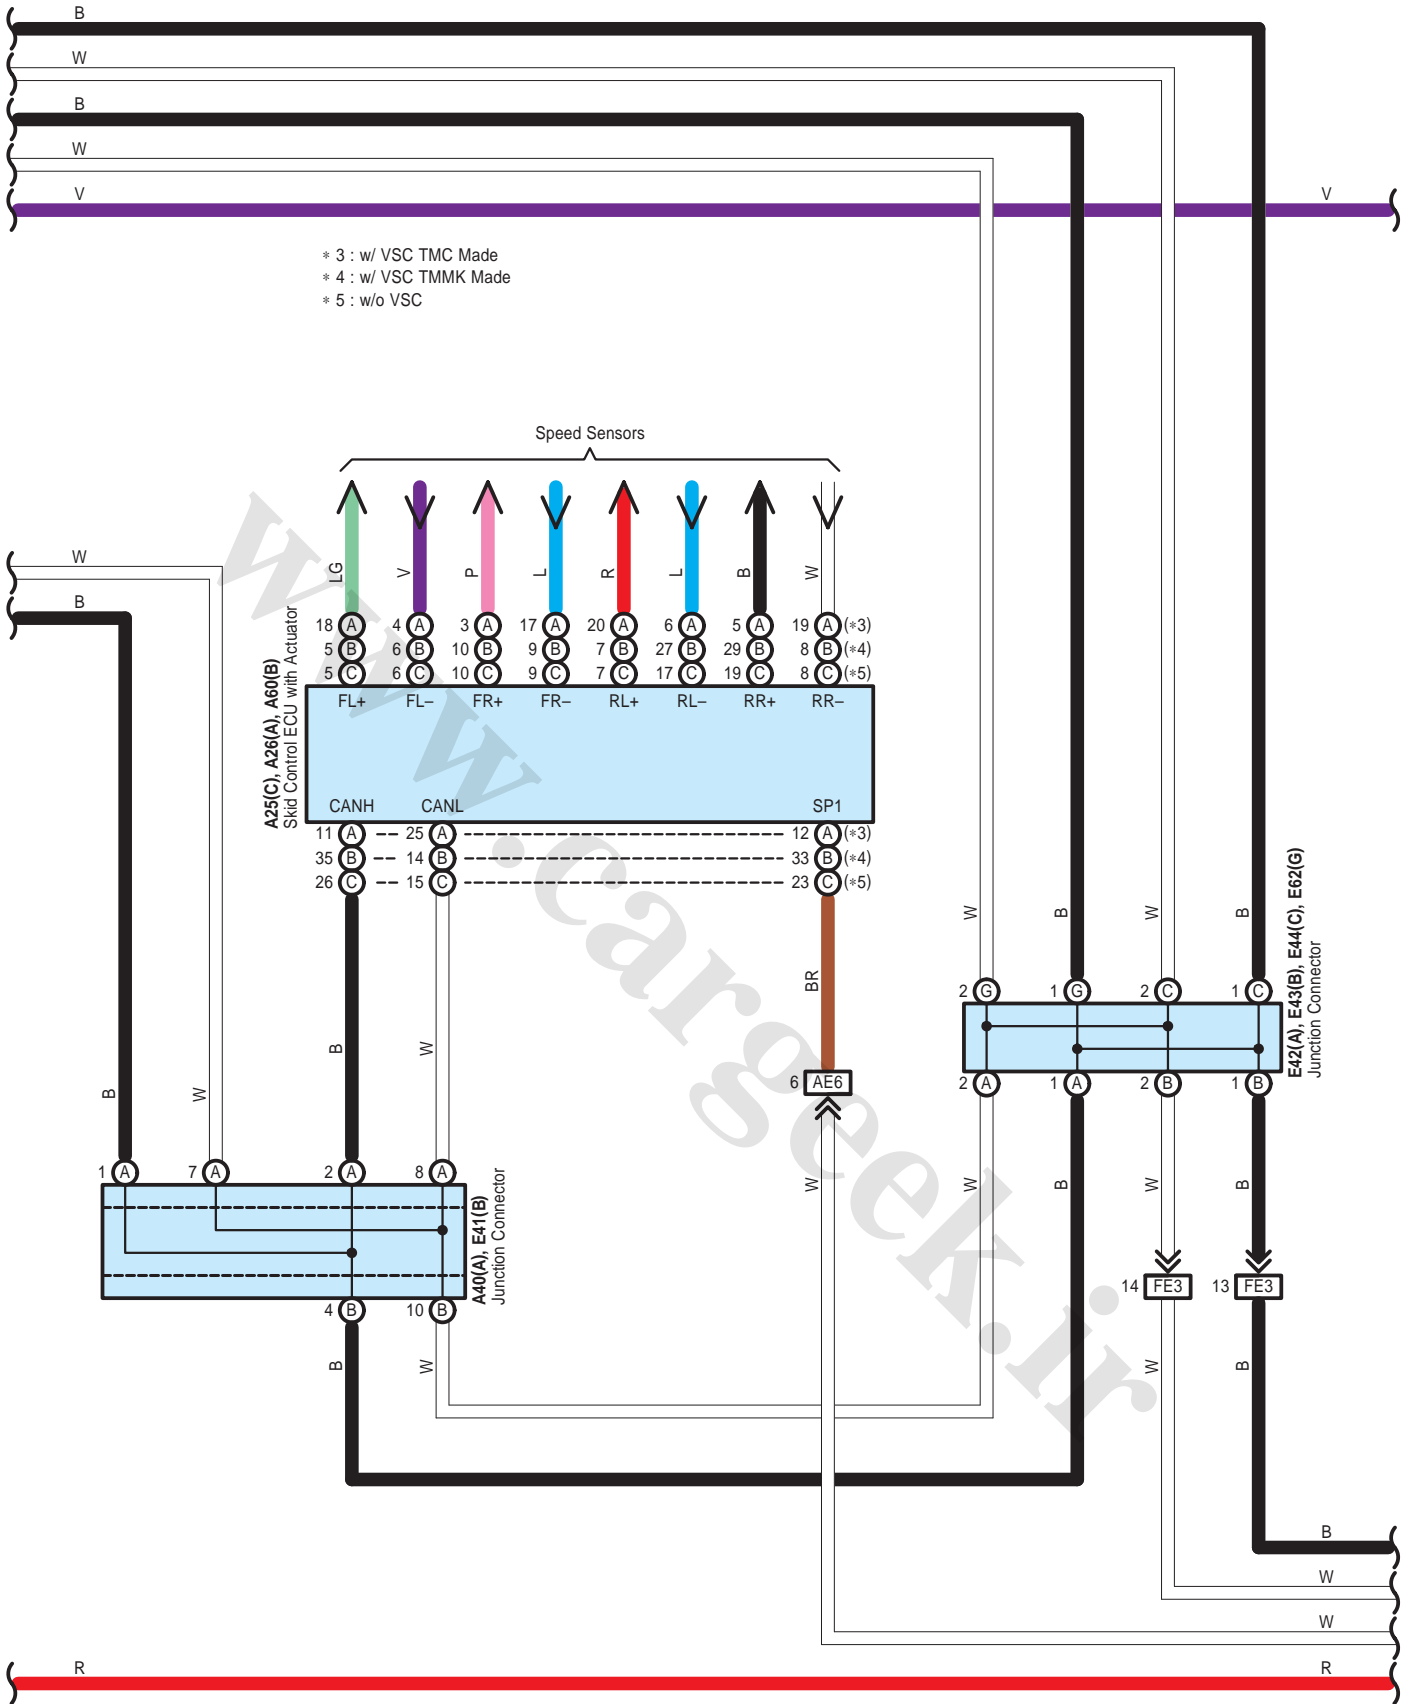 B
W
B
W
V
V
* 3 : w/ VSC TMC Made
* 4 : w/ VSC TMMK Made
* 5 : w/o VSC
Speed Sensors
W
B
LG
V
P
L
R
L
B
W
18 A 4 A 3 A 17 A 20 A 6 A 5 A 19 A (*3)
5 B 6 B 10 B 9 B 7 B 27 B 29 B 8 B (*4)
5 C 6 C 10 C 9 C 7 C 17 C 19 C 8 C (*5)
FL+ FL– FR+ FR– RL+ RL– RR+ RR–
A25(C), A26(A), A60(B)
Skid Control ECU with Actuator
CANH CANL SP1
11 A 25 A 12 A (*3)
35 B 14 B 33 B (*4)
26 C 15 C 23 C (*5)
W
B
W
B
BR
2 G 1 G 2 C 1 C
E42(A), E43(B), E44(C), E62(G)
Junction Connector
2 A 1 A 2 B 1 B
B
W
6 AE6
B
W
1 A 7 A 2 A 8 A
A40(A), E41(B)
Junction Connector
4 B 10 B
W
W
B
W
B
14 FE3 13 FE3
B
W
W
B
B
W
W
R
R
www.cargeek.ir